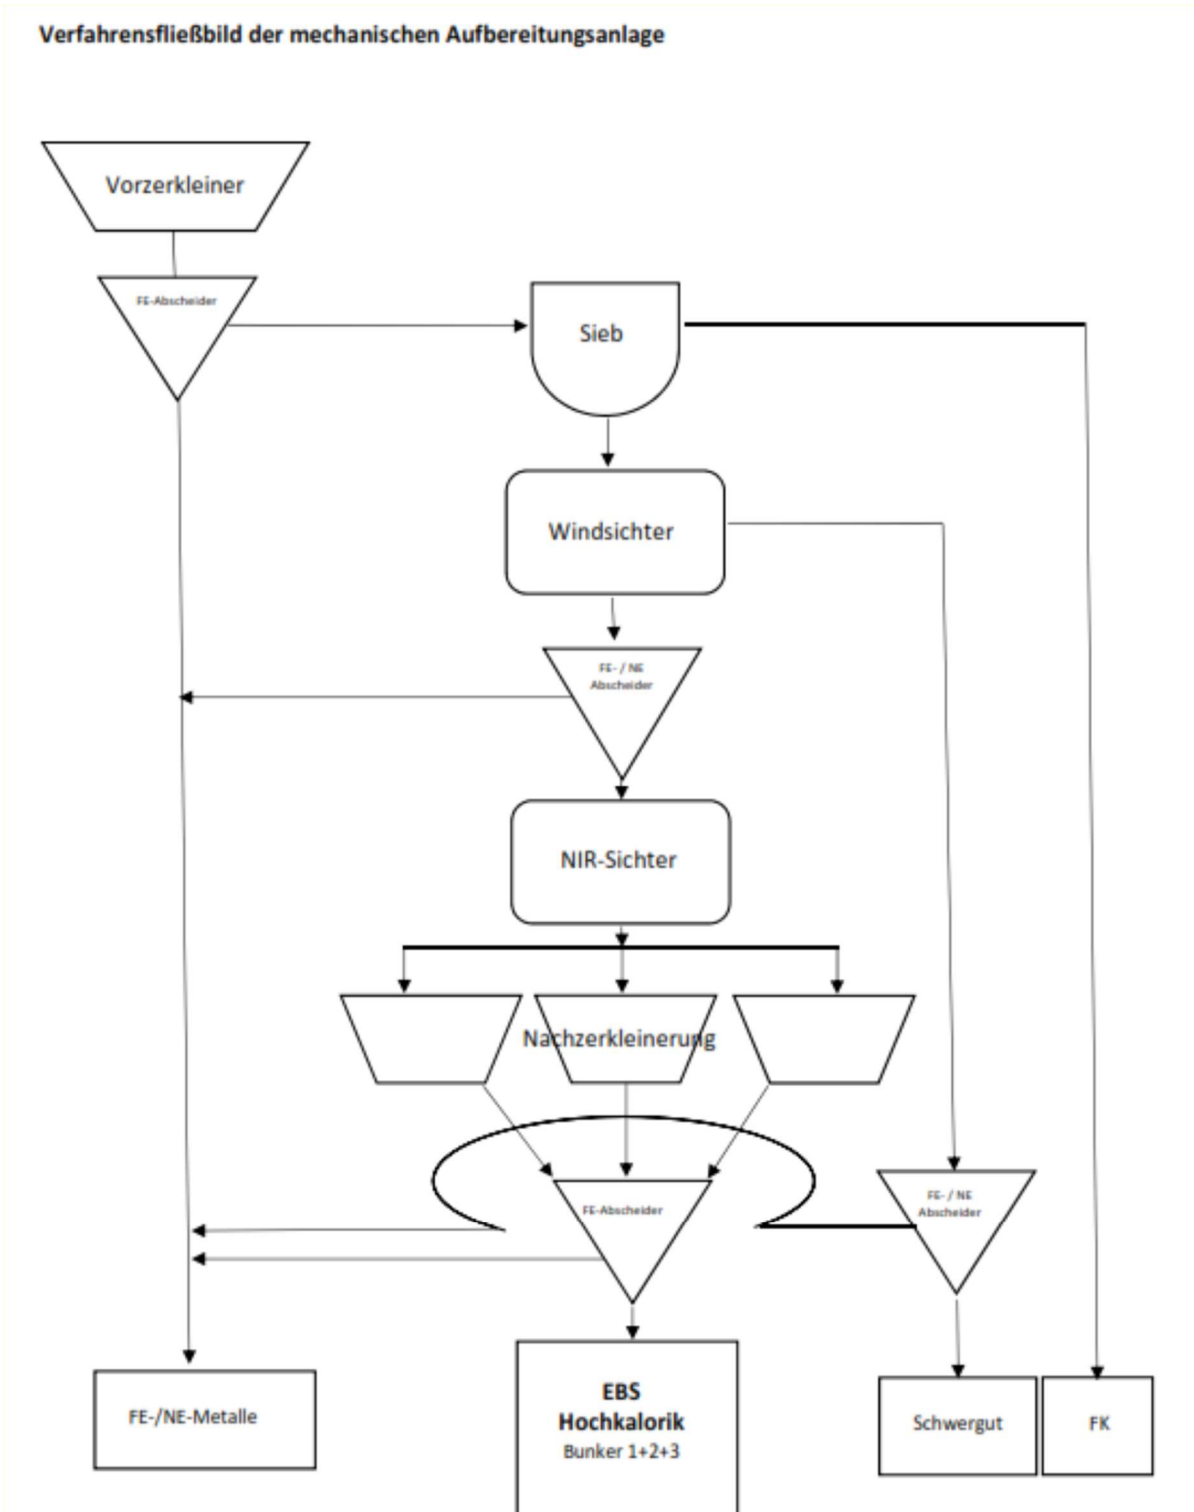 Verfahrensfließbild der mechanischen Aufbereitungsanlage
Vorzerkleiner
FE-Abscheider
Sieb
Windsichter
FE- / NE
Abscheider
NIR-Sichter
Nachzerkleinerung
FE-Abscheider
FE- / NE
Abscheider
FE-/NE-Metalle
EBS
Hochkalorik
Bunker 1+2+3
Schwergut
FK